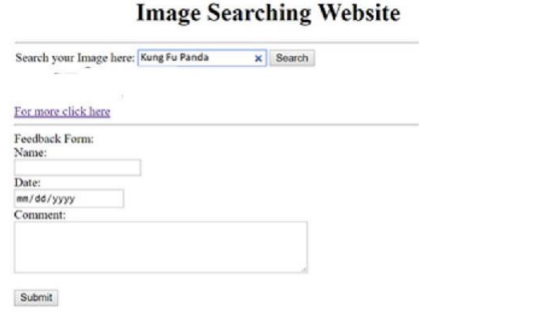 Image Searching Website
Search your Image here: Kung Fu Panda x Search
For more click here
Feedback Form:
Name:
Date:
mm/dd/yyyy
Comment:
Submit